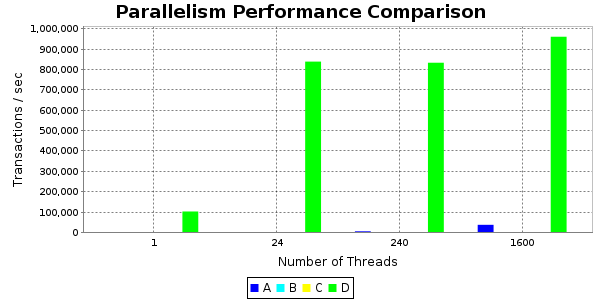 Parallelism Performance Comparison
Transactions / sec
1,000,000
900,000
800,000
700,000
600,000
500,000
400,000
300,000
200,000
100,000
0
1 24 240 1600
Number of Threads
A B C D